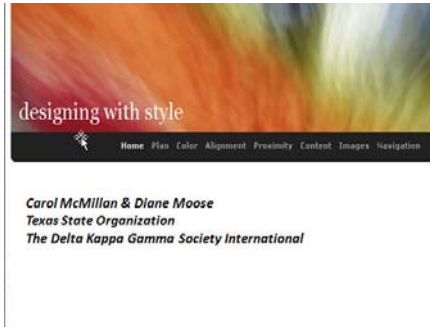 designing with style
Home Plan Color Alignment Proximity Content Images Navigation
Carol McMillan & Diane Moose
Texas State Organization
The Delta Kappa Gamma Society International